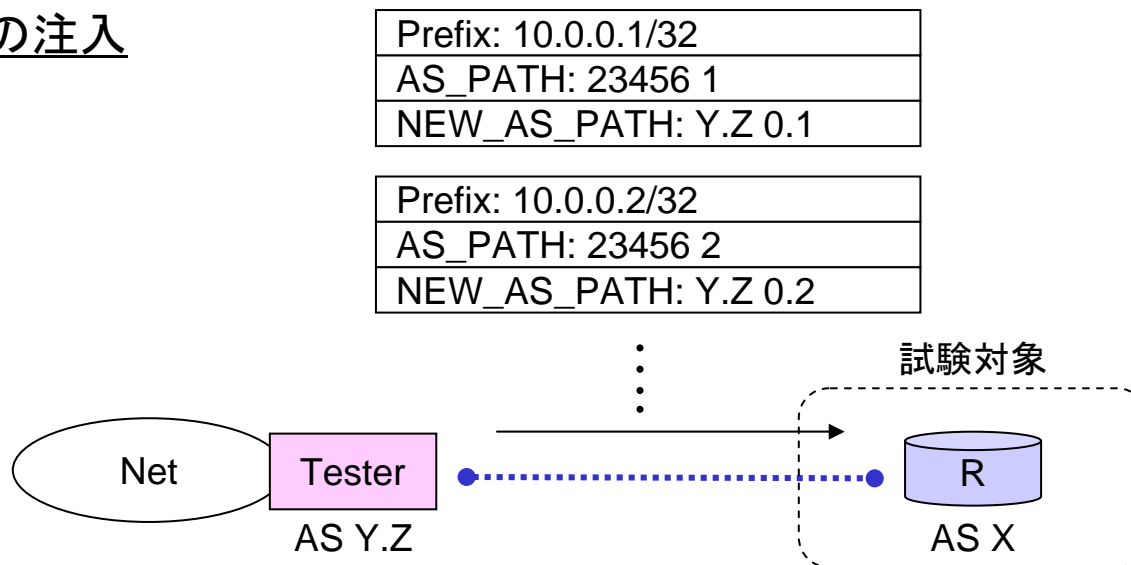 の注入
Prefix: 10.0.0.1/32
AS_PATH: 23456 1
NEW_AS_PATH: Y.Z 0.1
Prefix: 10.0.0.2/32
AS_PATH: 23456 2
NEW_AS_PATH: Y.Z 0.2
試験対象
Net
Tester
R
AS Y.Z
AS X